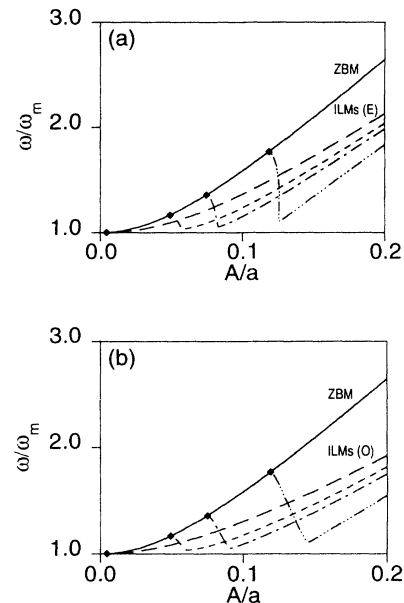 (a)
3.0
2.0
1.0
ω/ω_m
ZBM
ILMs (E)
0.0
0.1
0.2
A/a
(b)
3.0
2.0
1.0
ω/ω_m
ZBM
ILMs (O)
0.0
0.1
0.2
A/a